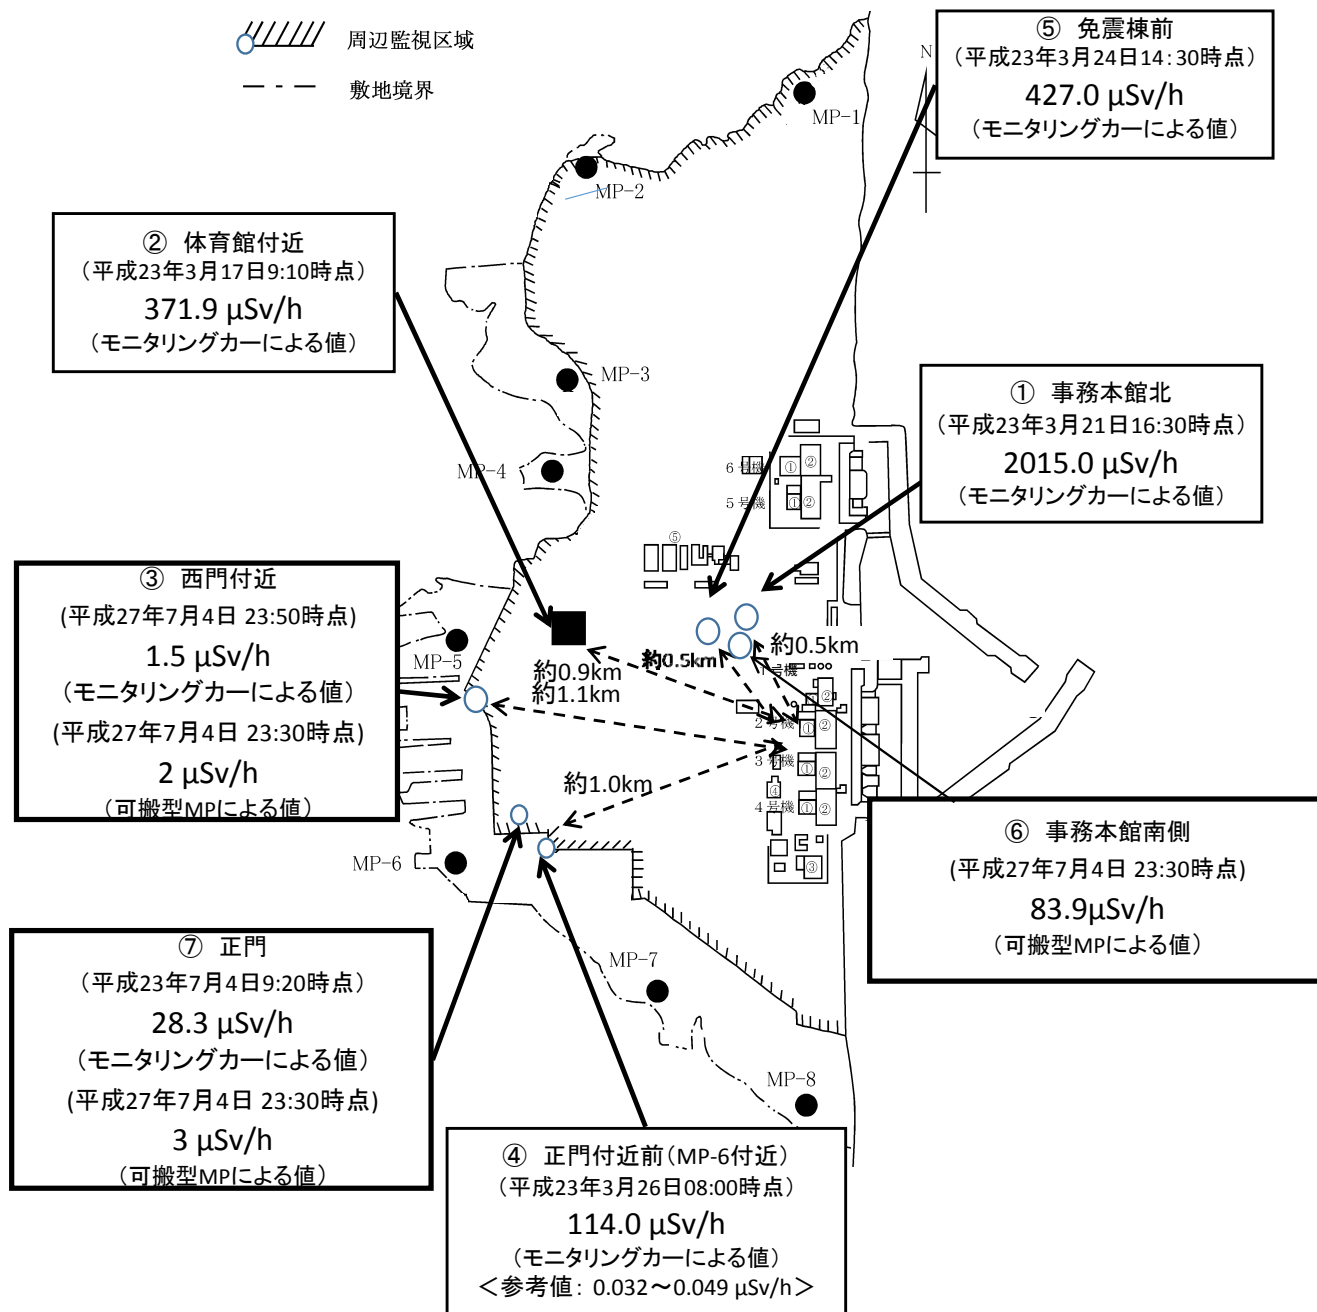 周辺監視区域
敷地境界
⑤ 免震棟前
（平成23年3月24日14:30時点）
427.0 μSv/h
（モニタリングカーによる値）
N
MP-1
MP-2
② 体育館付近
（平成23年3月17日9:10時点）
371.9 μSv/h
（モニタリングカーによる値）
MP-3
① 事務本館北
（平成23年3月21日16:30時点）
2015.0 μSv/h
（モニタリングカーによる値）
MP-4
6号機
① ②
5号機
① ②
⑤
③ 西門付近
(平成27年7月4日 23:50時点)
1.5 μSv/h
（モニタリングカーによる値）
(平成27年7月4日 23:30時点)
2 μSv/h
（可搬型MPによる値）
MP-5
約0.9km
約1.1km
約0.5km
約0.5km
1号機
②
2号機
① ②
3号機
① ②
④
4号機
① ②
③
約1.0km
MP-6
⑥ 事務本館南側
(平成27年7月4日 23:30時点)
83.9μSv/h
（可搬型MPによる値）
⑦ 正門
（平成23年7月4日9:20時点）
28.3 μSv/h
（モニタリングカーによる値）
(平成27年7月4日 23:30時点)
3 μSv/h
（可搬型MPによる値）
MP-7
MP-8
④ 正門付近前（MP-6付近）
（平成23年3月26日08:00時点）
114.0 μSv/h
（モニタリングカーによる値）
＜参考値：0.032～0.049 μSv/h＞